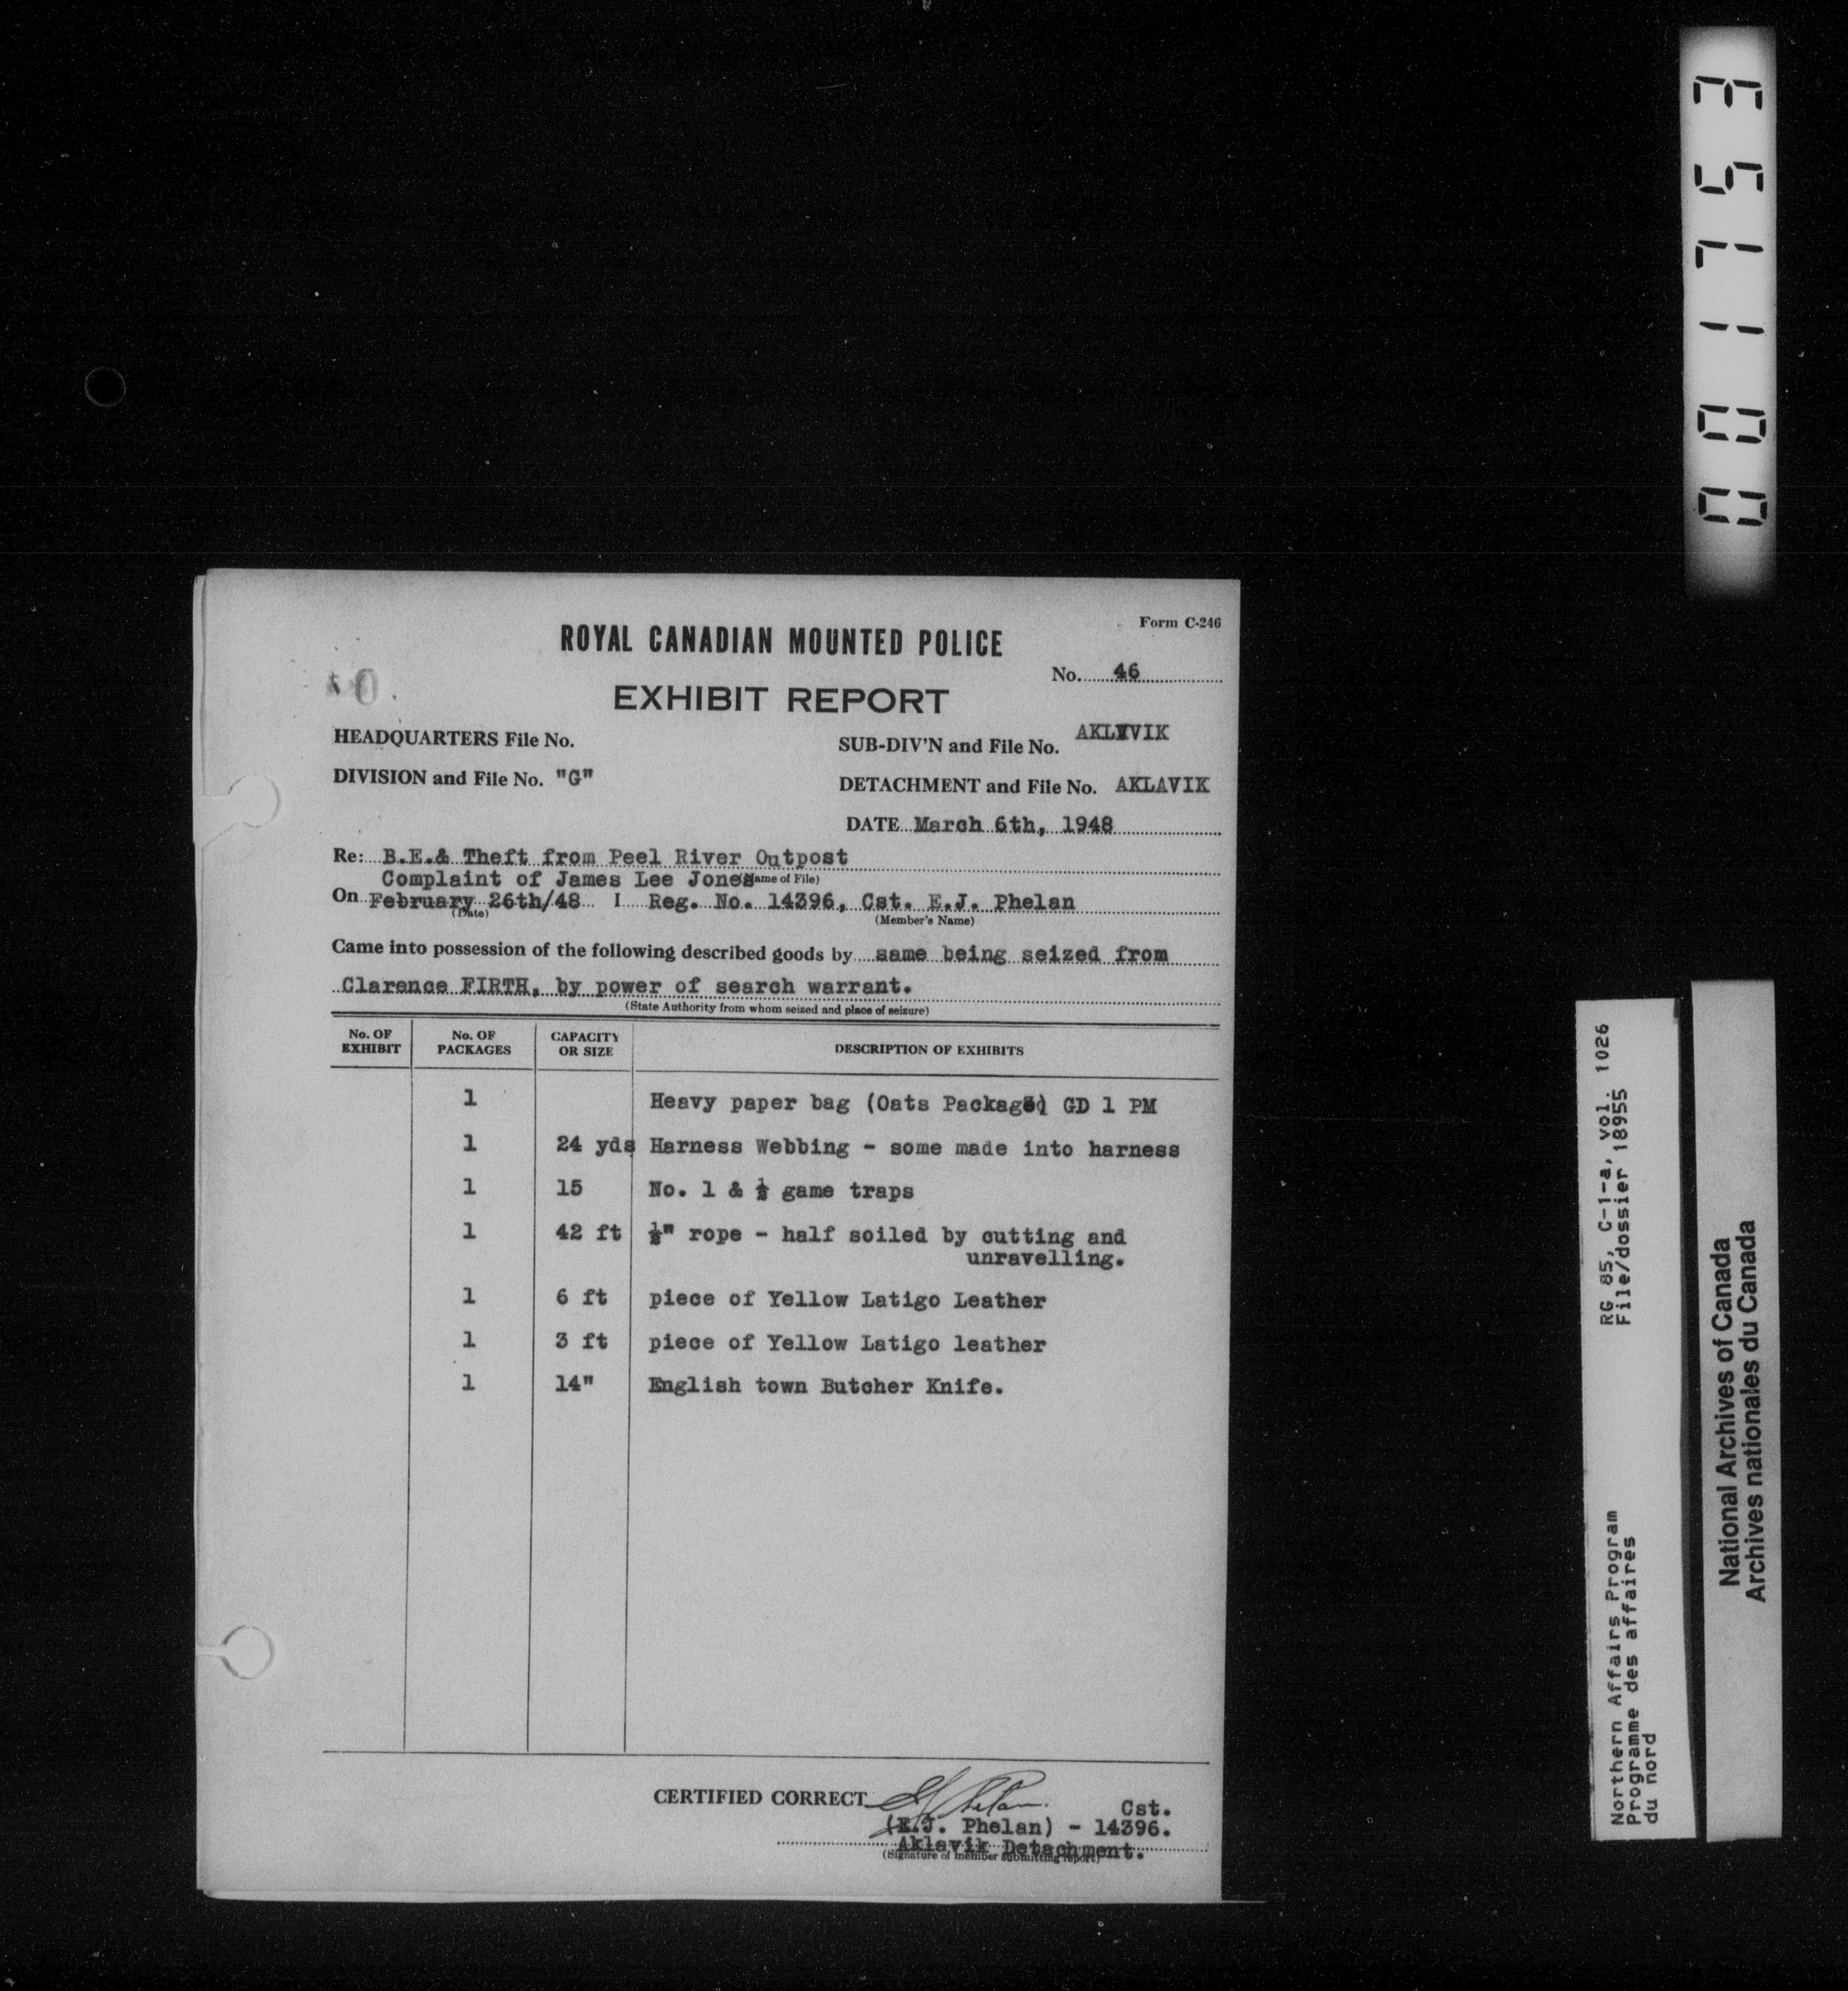 Form C-246
ROYAL CANADIAN MOUNTED POLICE
No. 46
EXHIBIT REPORT
HEADQUARTERS File No.
SUB-DIV'N and File No. AKLAVIK
DIVISION and File No. "G"
DETACHMENT and File No. AKLAVIK
DATE March 6th, 1948
Re: B.E.& Theft from Peel River Outpost
Complaint of James Lee Jones (Name of File)
On February 26th/48 I Reg. No. 14396, Cst. E.J. Phelan
(Date) (Member's Name)
Came into possession of the following described goods by same being seized from
Clarence FIRTH, by power of search warrant.
(State Authority from whom seized and place of seizure)
No. OF EXHIBIT No. OF PACKAGES CAPACITY OR SIZE DESCRIPTION OF EXHIBITS
1 Heavy paper bag (Oats Package) GD 1 PM
1 24 yds Harness Webbing - some made into harness
1 15 No. 1 & ½ game traps
1 42 ft ½" rope - half soiled by cutting and
unravelling.
1 6 ft piece of Yellow Latigo Leather
1 3 ft piece of Yellow Latigo leather
1 14" English town Butcher Knife.
CERTIFIED CORRECT
Cst.
(E.J. Phelan) - 14396.
Aklavik Detachment.
(Signature of member submitting report)
001753
RG 85, C-1-a, vol. 1026
File/dossier 18955
Northern Affairs Program
Programme des affaires
du nord
National Archives of Canada
Archives nationales du Canada